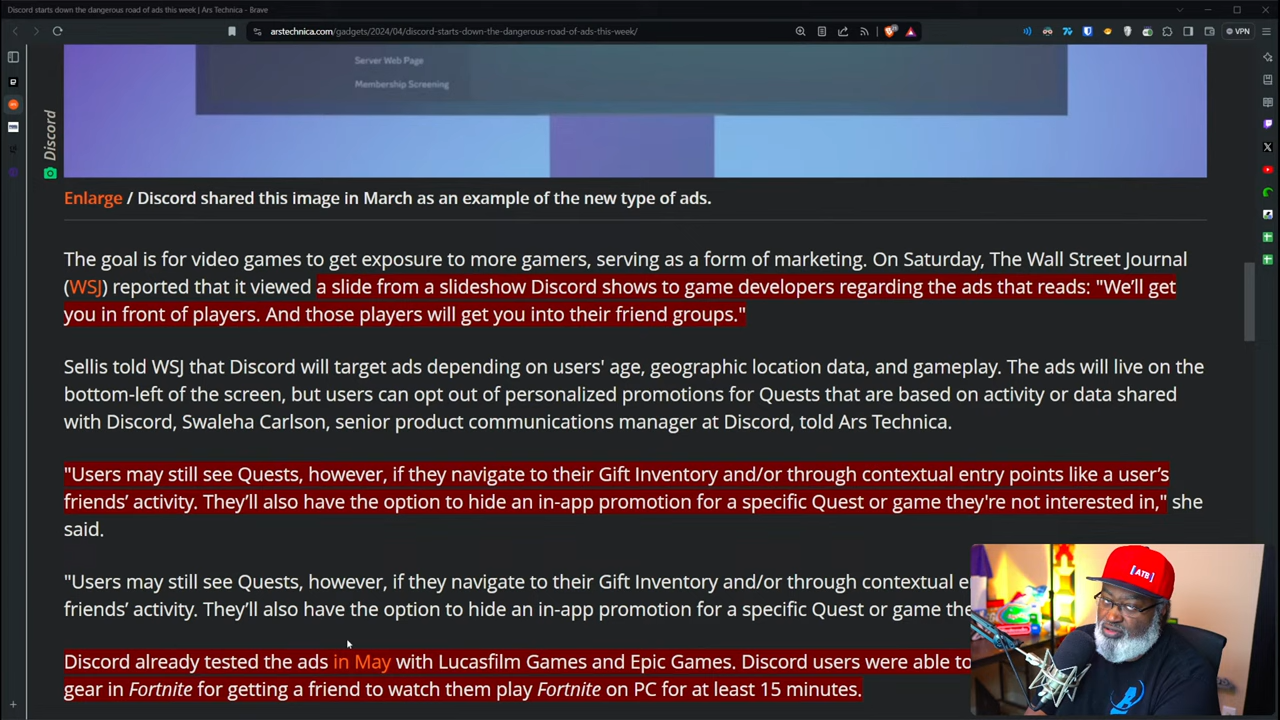 Discord starts down the dangerous road of ads this week | Ars Technica - Brave
arstechnica.com/gadgets/2024/04/discord-starts-down-the-dangerous-road-of-ads-this-week/
VPN
Server Web Page
Membership Screening
Discord
Enlarge / Discord shared this image in March as an example of the new type of ads.
The goal is for video games to get exposure to more gamers, serving as a form of marketing. On Saturday, The Wall Street Journal
(WSJ) reported that it viewed a slide from a slideshow Discord shows to game developers regarding the ads that reads: "We'll get
you in front of players. And those players will get you into their friend groups."
Sellis told WSJ that Discord will target ads depending on users' age, geographic location data, and gameplay. The ads will live on the
bottom-left of the screen, but users can opt out of personalized promotions for Quests that are based on activity or data shared
with Discord, Swaleha Carlson, senior product communications manager at Discord, told Ars Technica.
"Users may still see Quests, however, if they navigate to their Gift Inventory and/or through contextual entry points like a user's
friends' activity. They'll also have the option to hide an in-app promotion for a specific Quest or game they're not interested in," she
said.
"Users may still see Quests, however, if they navigate to their Gift Inventory and/or through contextual e
friends' activity. They'll also have the option to hide an in-app promotion for a specific Quest or game the
Discord already tested the ads in May with Lucasfilm Games and Epic Games. Discord users were able to
gear in Fortnite for getting a friend to watch them play Fortnite on PC for at least 15 minutes.
[ATB]